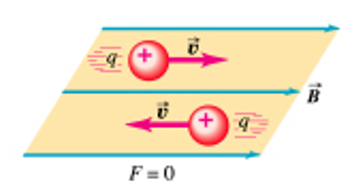 q + v⃗
B⃗
v⃗ + q
F = 0